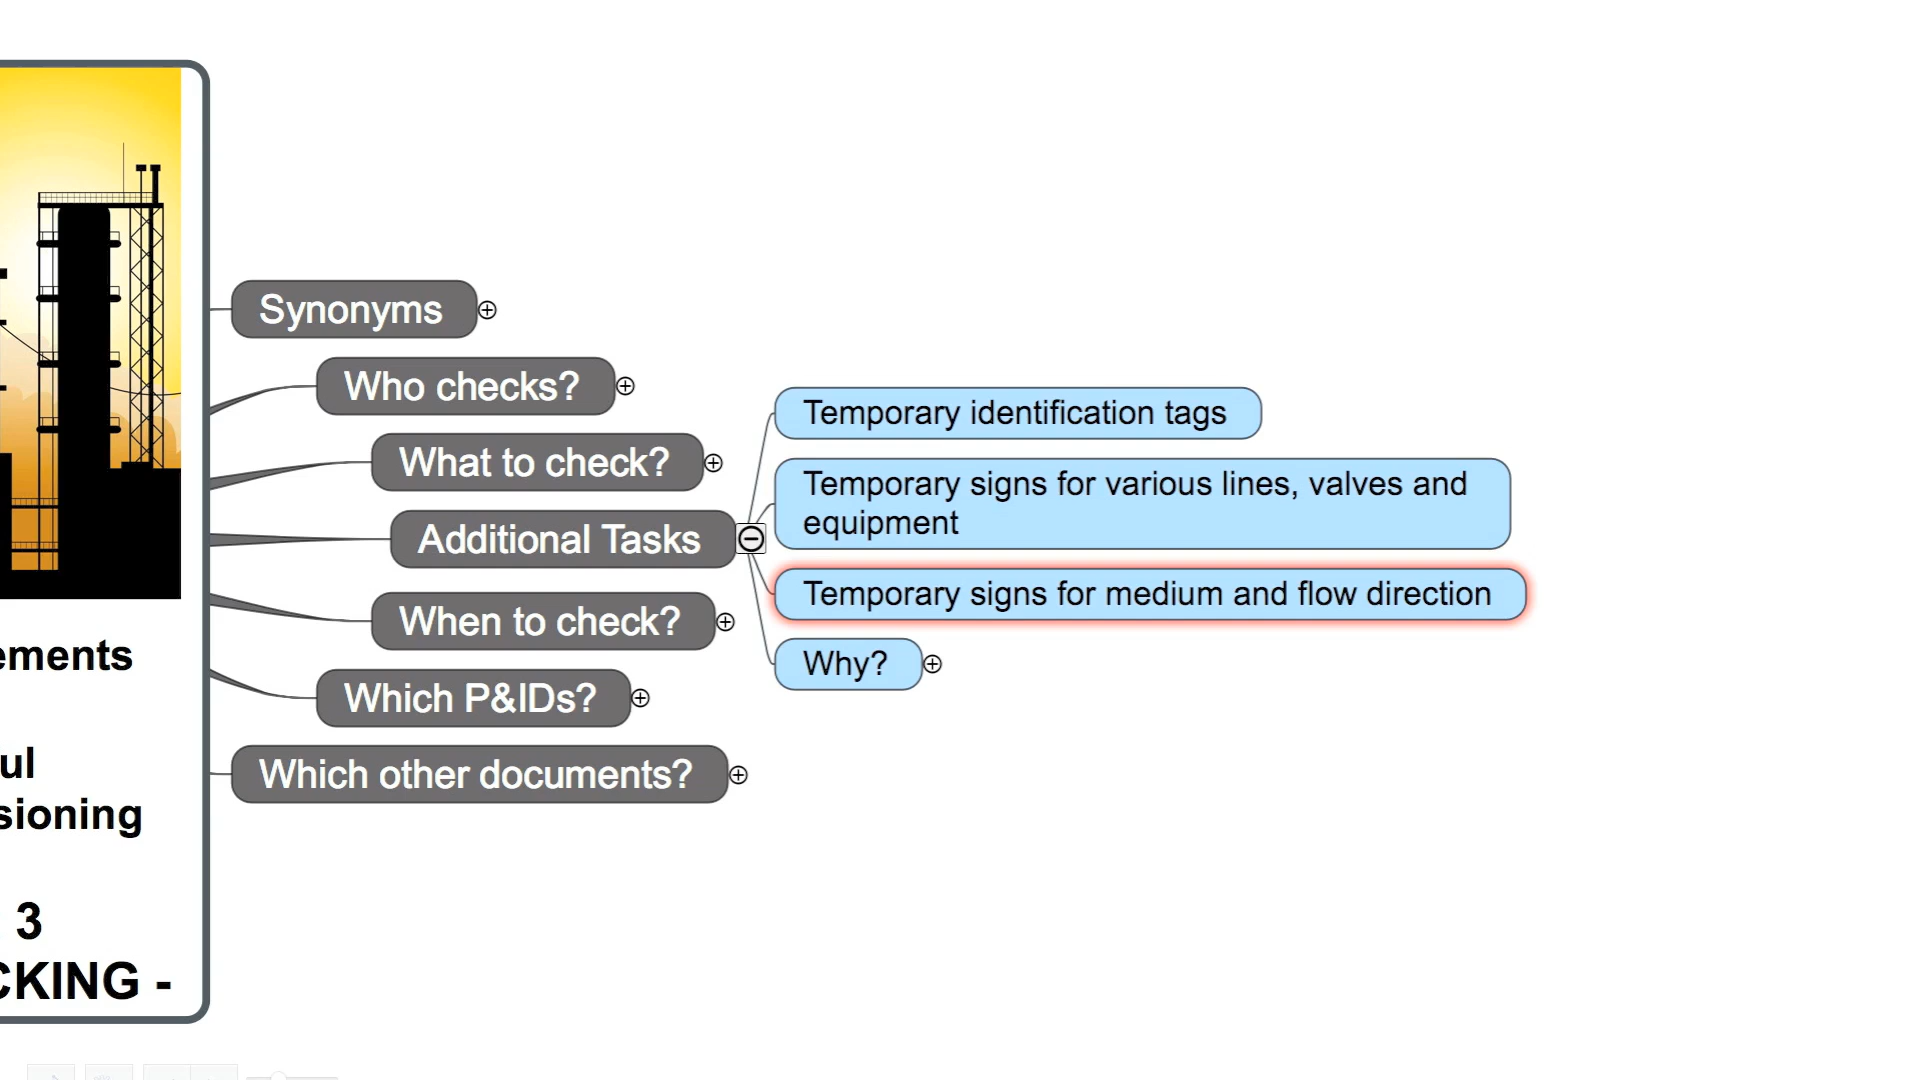 Synonyms
Who checks?
What to check?
Additional Tasks
When to check?
Which P&IDs?
Which other documents?
Temporary identification tags
Temporary signs for various lines, valves and
equipment
Temporary signs for medium and flow direction
Why?
ements
ul
sioning
3
CKING -